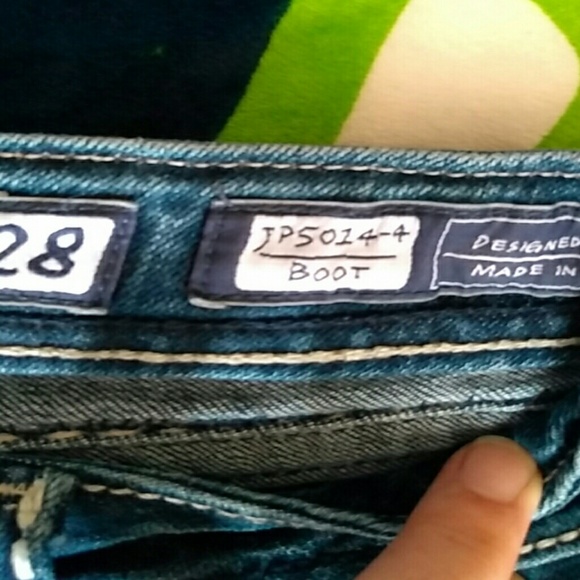 28
JP5014-4
BOOT
DESIGNED
MADE IN